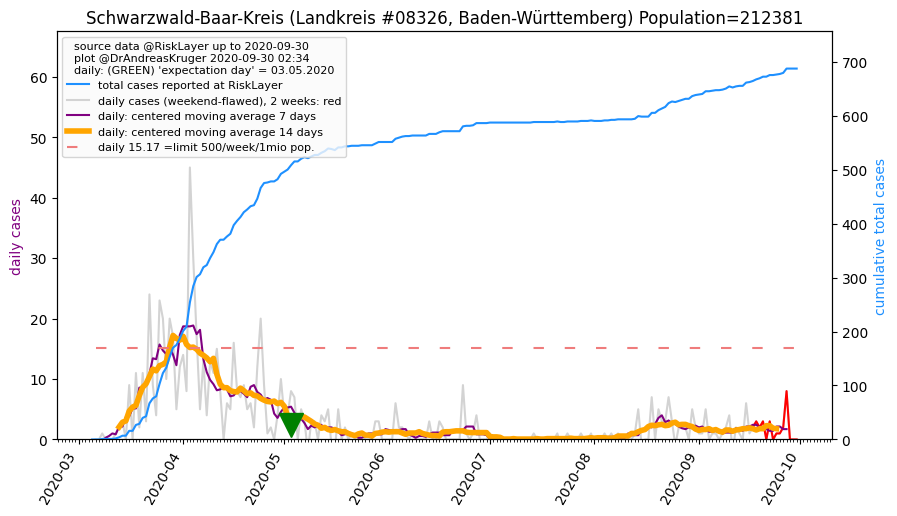 Schwarzwald-Baar-Kreis (Landkreis #08326, Baden-Württemberg) Population=212381
source data @RiskLayer up to 2020-09-30
plot @DrAndreasKruger 2020-09-30 02:34
daily: (GREEN) 'expectation day' = 03.05.2020
total cases reported at RiskLayer
daily cases (weekend-flawed), 2 weeks: red
daily: centered moving average 7 days
daily: centered moving average 14 days
daily 15.17 =limit 500/week/1mio pop.
daily cases
60
50
40
30
20
10
0
cumulative total cases
700
600
500
400
300
200
100
0
2020-03
2020-04
2020-05
2020-06
2020-07
2020-08
2020-09
2020-10